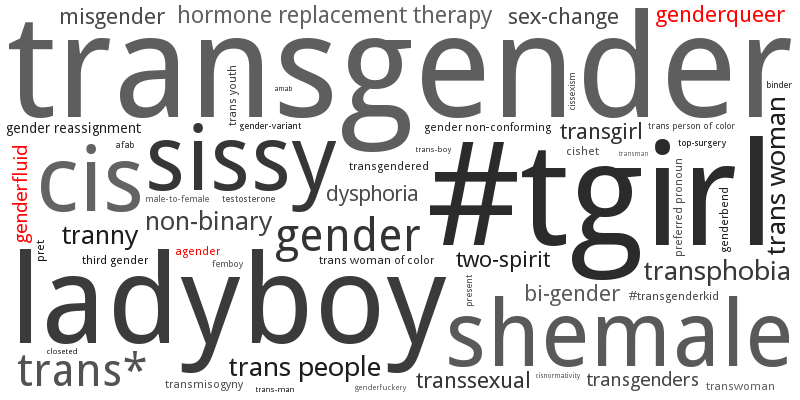 misgender
hormone replacement therapy
sex-change
genderqueer
transgender
trans youth
amab
cissexism
binder
gender reassignment
gender-variant
gender non-conforming
transgirl
trans person of color
afab
sissy
trans-boy
cishet
transman
top-surgery
trans woman
genderfluid
cis
transgendered
#tgirl
male-to-female
testosterone
dysphoria
preferred pronoun
genderbend
non-binary
gender
tranny
pret
third gender
agender
femboy
trans woman of color
two-spirit
transphobia
ladyboy
present
bi-gender
#transgenderkid
shemale
closeted
trans*
trans people
transmisogyny
trans-man
genderfuckery
transsexual
cisnormativity
transgenders
transwoman